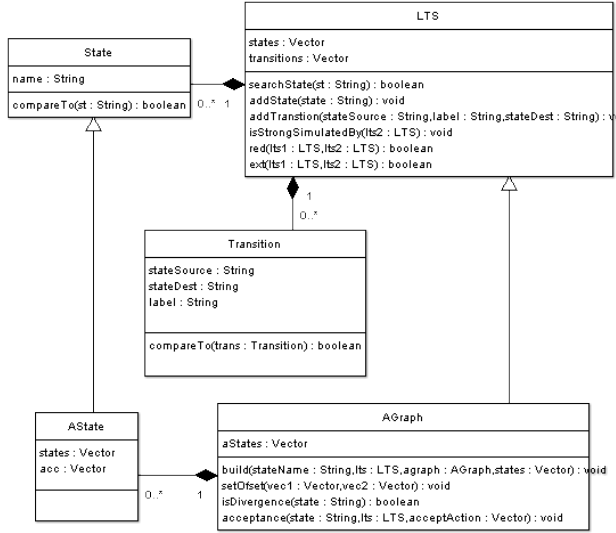 LTS
states : Vector
transitions : Vector
searchState(st : String) : boolean
addState(state : String) : void
addTranstion(stateSource : String,label : String,stateDest : String) : v
isStrongSimulatedBy(lts2 : LTS) : void
red(lts1 : LTS,lts2 : LTS) : boolean
ext(lts1 : LTS,lts2 : LTS) : boolean
State
name : String
compareTo(st : String) : boolean
0..* 1
1
0..*
Transition
stateSource : String
stateDest : String
label : String
compareTo(trans : Transition) : boolean
AState
states : Vector
acc : Vector
0..* 1
AGraph
aStates : Vector
build(stateName : String,lts : LTS,agraph : AGraph,states : Vector) : void
setOfset(vec1 : Vector,vec2 : Vector) : void
isDivergence(state : String) : boolean
acceptance(state : String,lts : LTS,acceptAction : Vector) : void